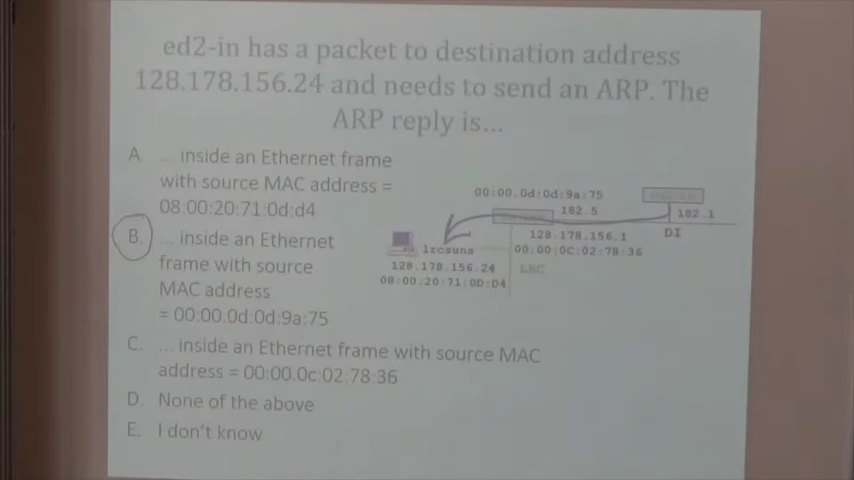 ed2-in has a packet to destination address
128.178.156.24 and needs to send an ARP. The
ARP reply is...
A. ... inside an Ethernet frame
with source MAC address =
08:00:20:71:0d:d4
B. ... inside an Ethernet
frame with source
MAC address
= 00:00.0d:0d:9a:75
C. ... inside an Ethernet frame with source MAC
address = 00:00.0c:02:78:36
D. None of the above
E. I don't know
00:00.0d:0d:9a:75
182.5
182.1
128.178.156.1
DI
lrcsuns
00:00:0C:02:78:36
128.178.156.24
LRC
08:00:20:71:0D:D4